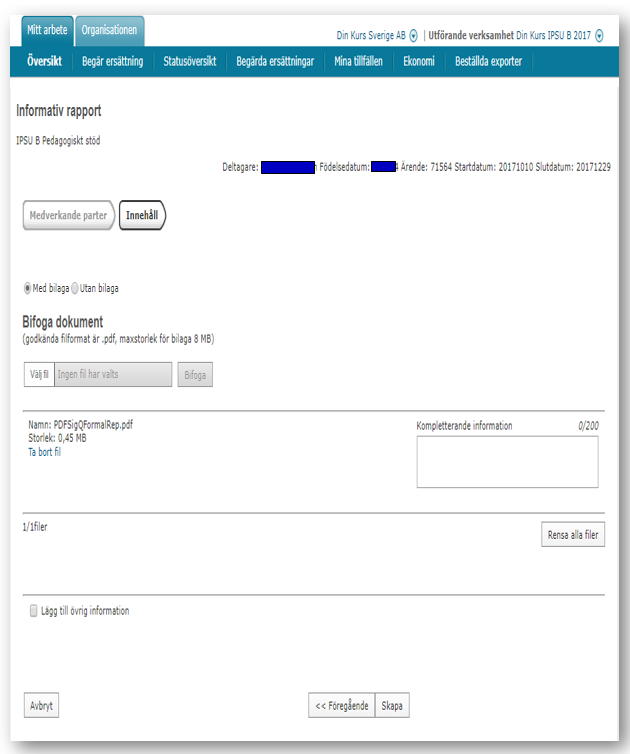 Mitt arbete Organisationen
Din Kurs Sverige AB | Utförande verksamhet Din Kurs IPSU B 2017
Översikt Begär ersättning Statusöversikt Begärda ersättningar Mina tillfällen Ekonomi Beställda exporter
Informativ rapport
IPSU B Pedagogiskt stöd
Deltagare: Födelsedatum: 4 Ärende: 71564 Startdatum: 20171010 Slutdatum: 20171229
Medverkande parter Innehåll
Med bilaga Utan bilaga
Bifoga dokument
(godkända filformat är .pdf, maxstorlek för bilaga 8 MB)
Välj fil Ingen fil har valts Bifoga
Namn: PDFSigQFormalRep.pdf Kompletterande information 0/200
Storlek: 0,45 MB
Ta bort fil
1/1filer Rensa alla filer
Lägg till övrig information
Avbryt << Föregående Skapa